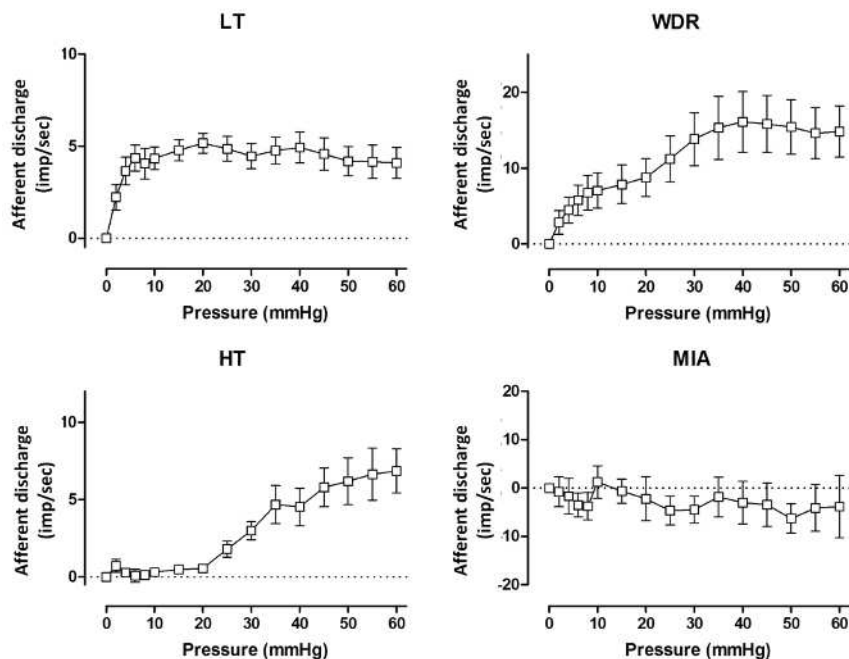 LT
10
5
0
Afferent discharge
(imp/sec)
0 10 20 30 40 50 60
Pressure (mmHg)
WDR
20
10
0
Afferent discharge
(imp/sec)
0 10 20 30 40 50 60
Pressure (mmHg)
HT
10
5
0
Afferent discharge
(imp/sec)
0 10 20 30 40 50 60
Pressure (mmHg)
MIA
20
10
0
-10
-20
Afferent discharge
(imp/sec)
0 10 20 30 40 50 60
Pressure (mmHg)